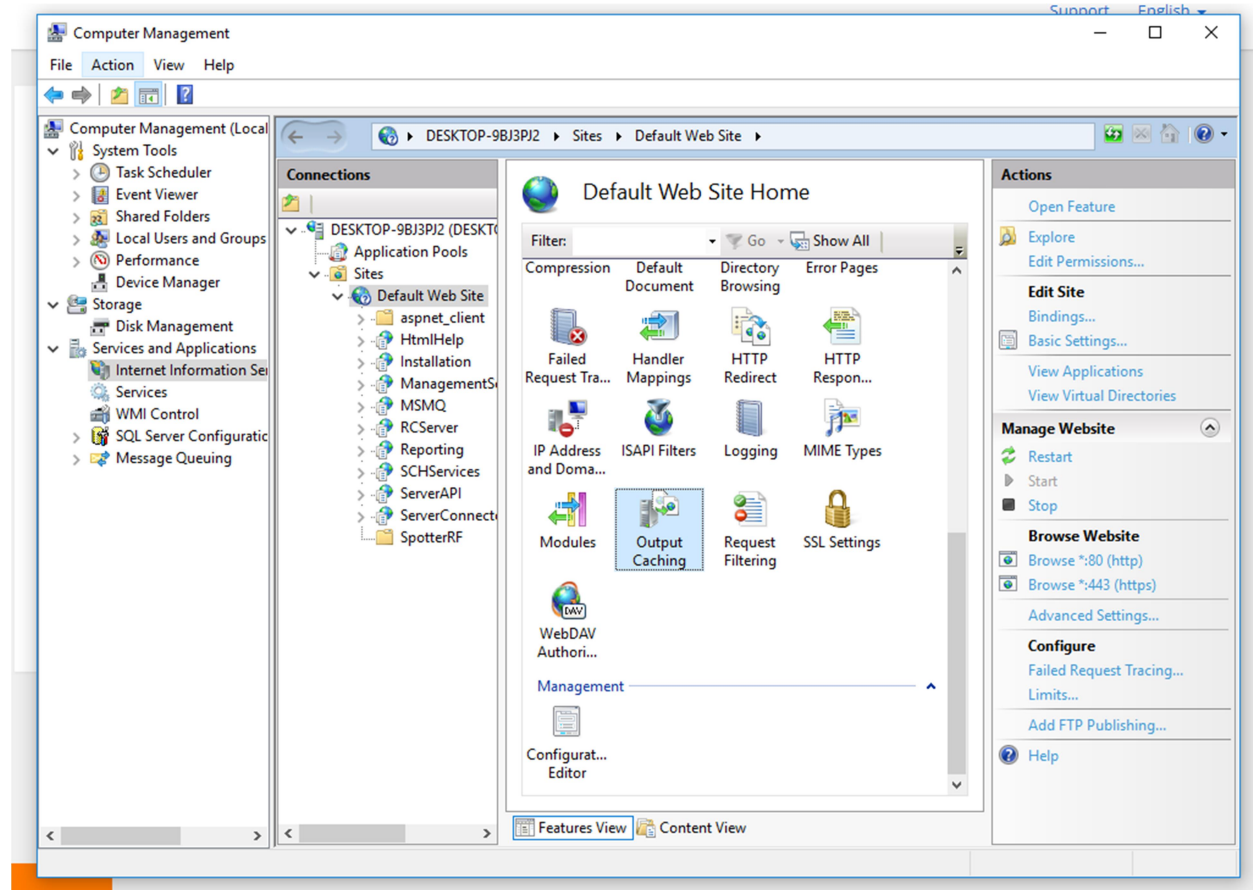 Support English
Computer Management
File Action View Help
Computer Management (Local
System Tools
Task Scheduler
Event Viewer
Shared Folders
Local Users and Groups
Performance
Device Manager
Storage
Disk Management
Services and Applications
Internet Information Ser
Services
WMI Control
SQL Server Configuratic
Message Queuing
DESKTOP-9BJ3PJ2 Sites Default Web Site
Connections
DESKTOP-9BJ3PJ2 (DESKT
Application Pools
Sites
Default Web Site
aspnet_client
HtmlHelp
Installation
ManagementS
MSMQ
RCServer
Reporting
SCHServices
ServerAPI
ServerConnect
SpotterRF
Default Web Site Home
Filter: Go Show All
Compression Default Directory Error Pages
Document Browsing
Failed Handler HTTP HTTP
Request Tra... Mappings Redirect Respon...
IP Address ISAPI Filters Logging MIME Types
and Doma...
Modules Output Request SSL Settings
Caching Filtering
DAV
WebDAV
Authori...
Management
Configurat...
Editor
Features View Content View
Actions
Open Feature
Explore
Edit Permissions...
Edit Site
Bindings...
Basic Settings...
View Applications
View Virtual Directories
Manage Website
Restart
Start
Stop
Browse Website
Browse *:80 (http)
Browse *:443 (https)
Advanced Settings...
Configure
Failed Request Tracing...
Limits...
Add FTP Publishing...
Help